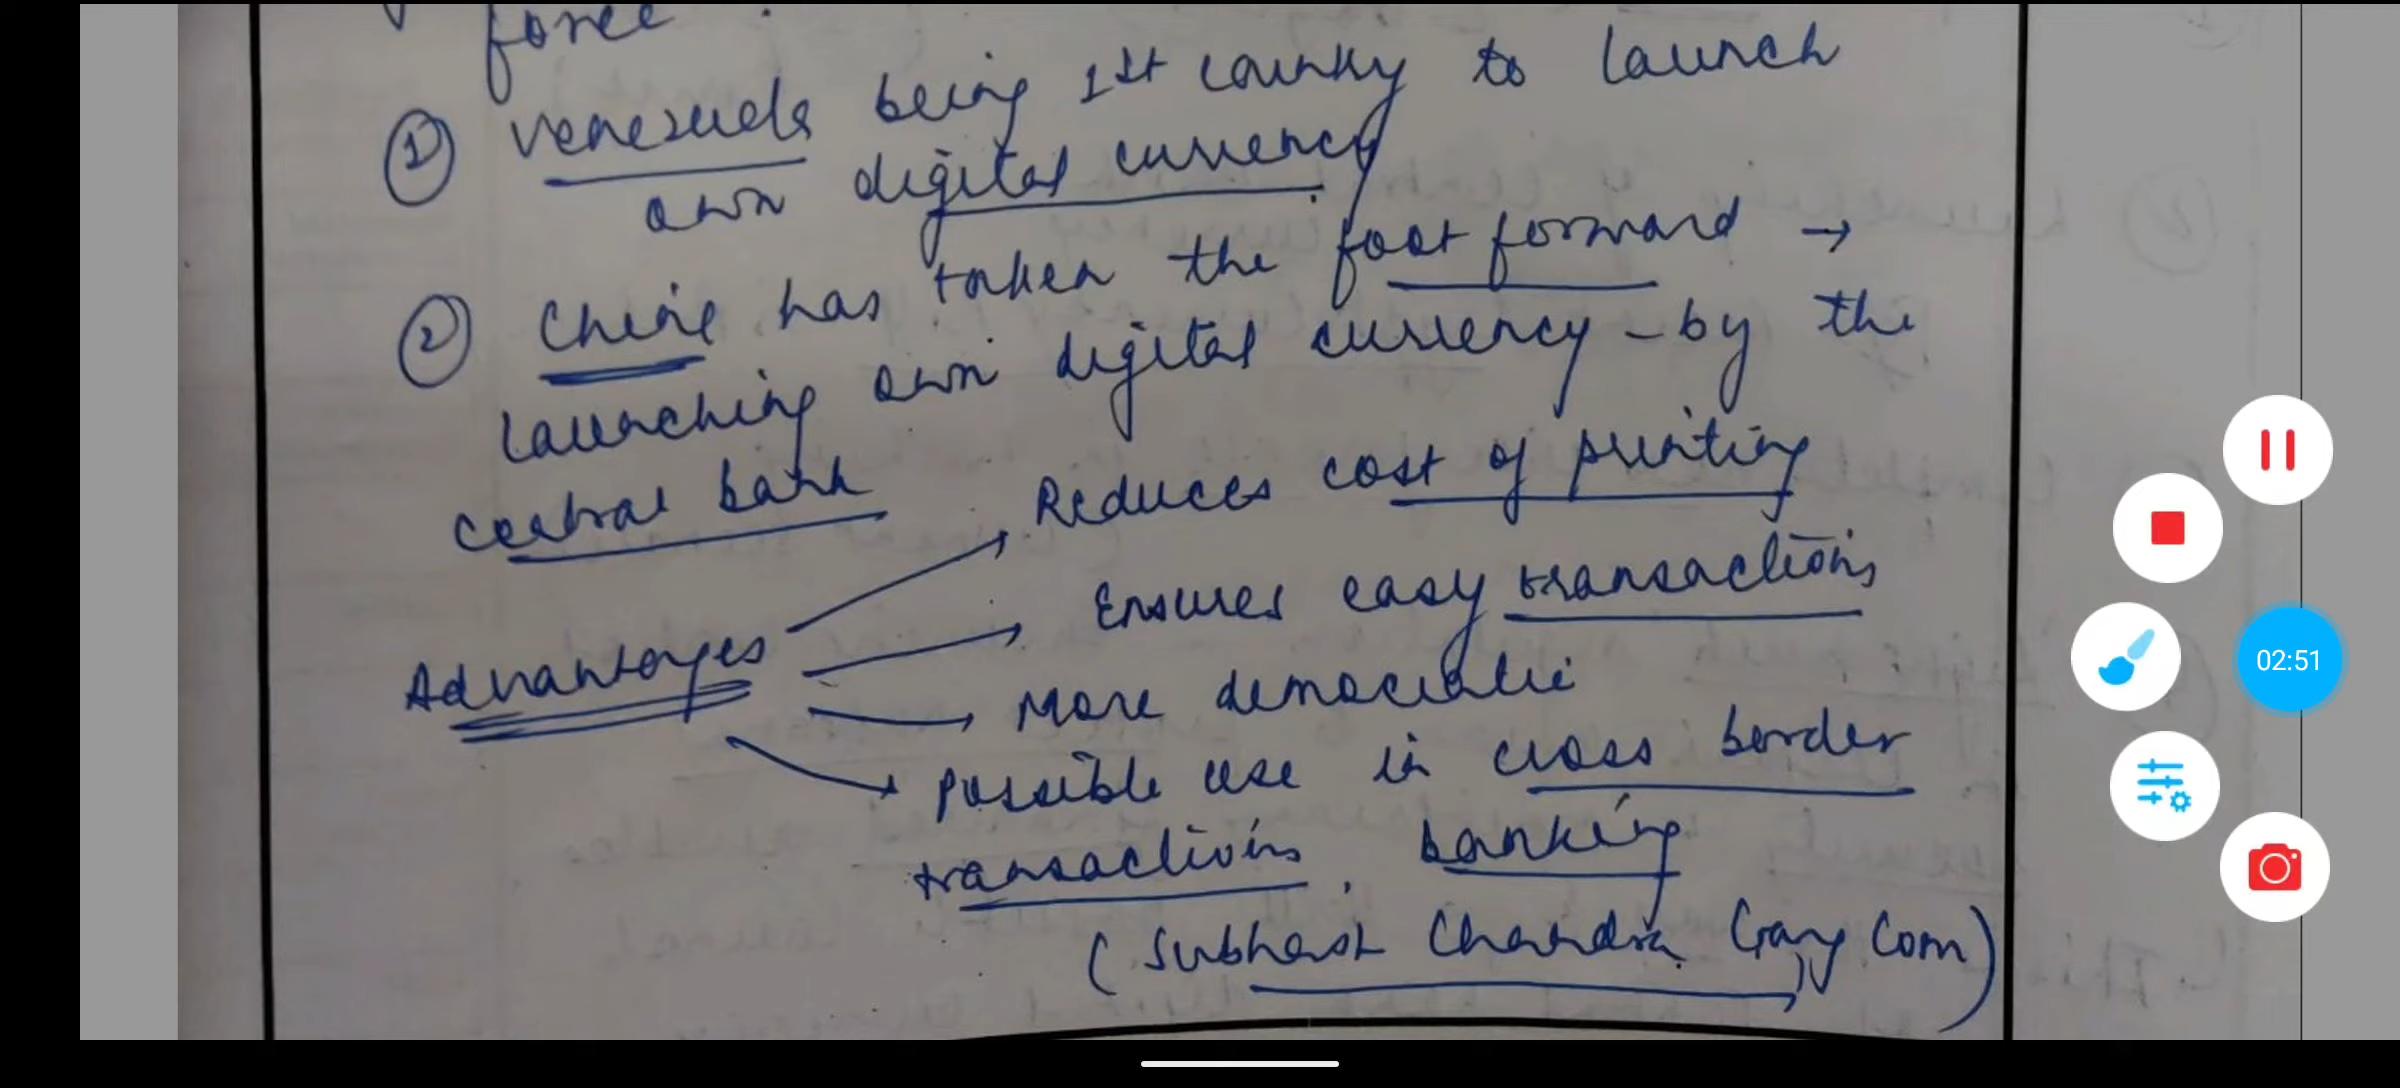 force.
① Venezuela being 1st country to launch
own digital currency
② China has taken the fast forward →
launching own digital currency - by the
central bank
Advantages → Reduces cost of printing
→ Ensures easy transactions
→ More democratic
→ possible use in cross border
transactions banking
(Subhash Chandra Garg Com)
02:51